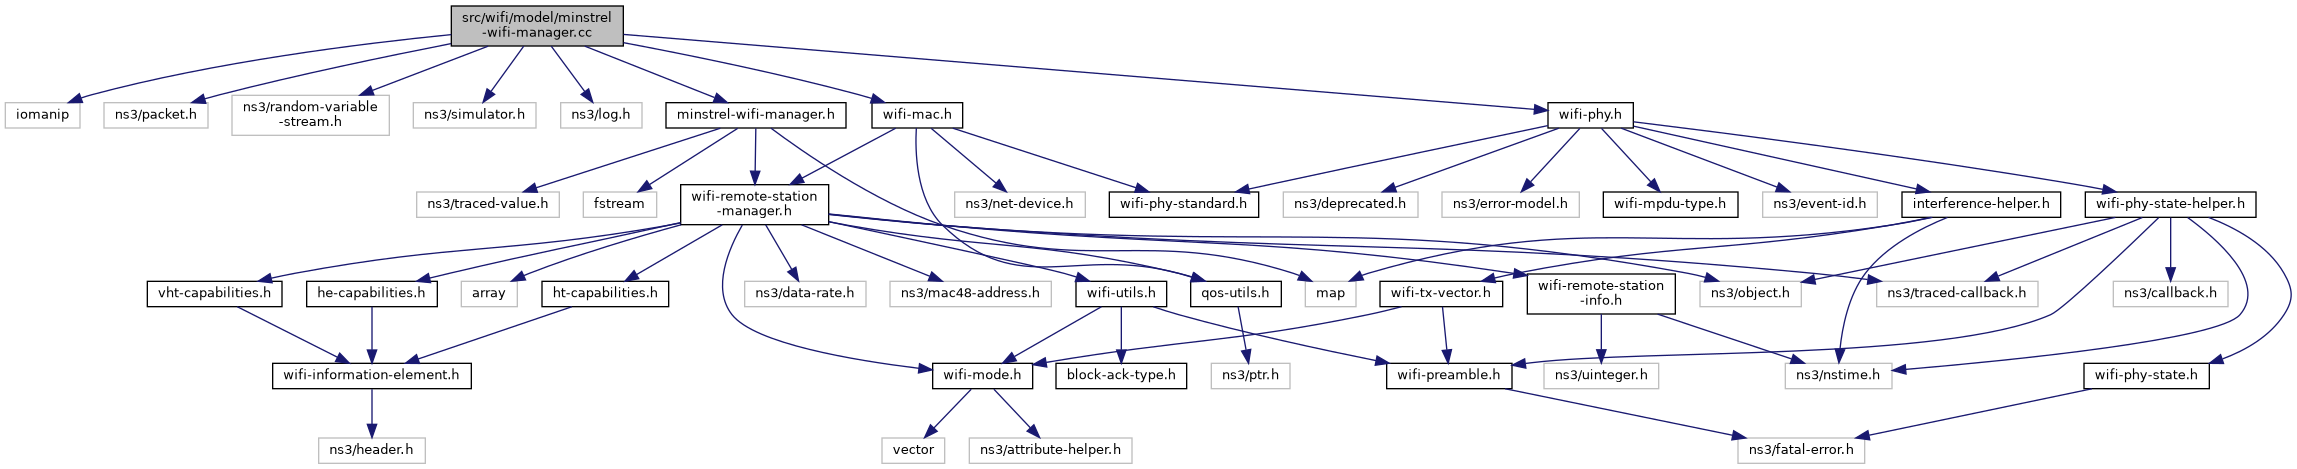 src/wifi/model/minstrel
-wifi-manager.cc
iomanip
ns3/packet.h
ns3/random-variable
-stream.h
ns3/simulator.h
ns3/log.h
minstrel-wifi-manager.h
wifi-mac.h
wifi-phy.h
ns3/traced-value.h
fstream
wifi-remote-station
-manager.h
ns3/net-device.h
wifi-phy-standard.h
ns3/deprecated.h
ns3/error-model.h
wifi-mpdu-type.h
ns3/event-id.h
interference-helper.h
wifi-phy-state-helper.h
vht-capabilities.h
he-capabilities.h
array
ht-capabilities.h
ns3/data-rate.h
ns3/mac48-address.h
wifi-utils.h
qos-utils.h
map
wifi-tx-vector.h
wifi-remote-station
-info.h
ns3/object.h
ns3/traced-callback.h
ns3/callback.h
wifi-information-element.h
wifi-mode.h
block-ack-type.h
ns3/ptr.h
wifi-preamble.h
ns3/uinteger.h
ns3/nstime.h
wifi-phy-state.h
ns3/header.h
vector
ns3/attribute-helper.h
ns3/fatal-error.h